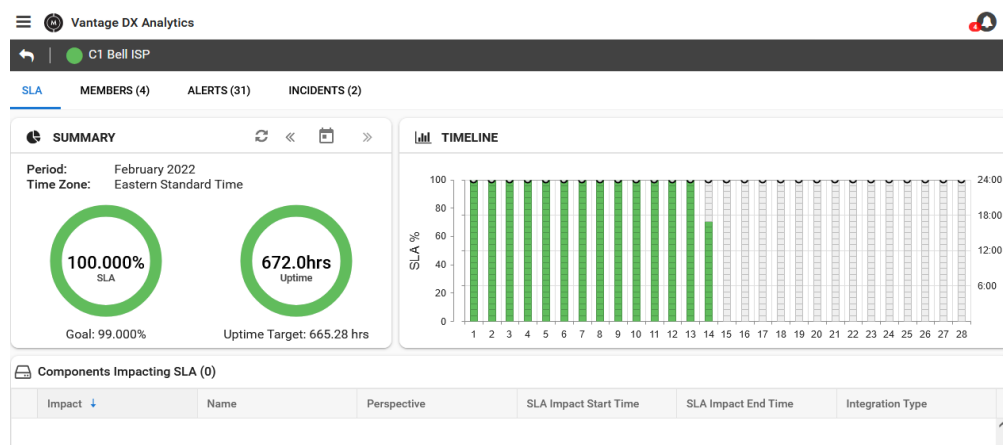 Vantage DX Analytics
4
C1 Bell ISP
SLA MEMBERS (4) ALERTS (31) INCIDENTS (2)
SUMMARY
Period: February 2022
Time Zone: Eastern Standard Time
100.000%
SLA
672.0hrs
Uptime
Goal: 99.000%
Uptime Target: 665.28 hrs
TIMELINE
SLA %
100
80
60
40
20
0
24:00
18:00
12:00
6:00
1 2 3 4 5 6 7 8 9 10 11 12 13 14 15 16 17 18 19 20 21 22 23 24 25 26 27 28
Components Impacting SLA (0)
Impact Name Perspective SLA Impact Start Time SLA Impact End Time Integration Type